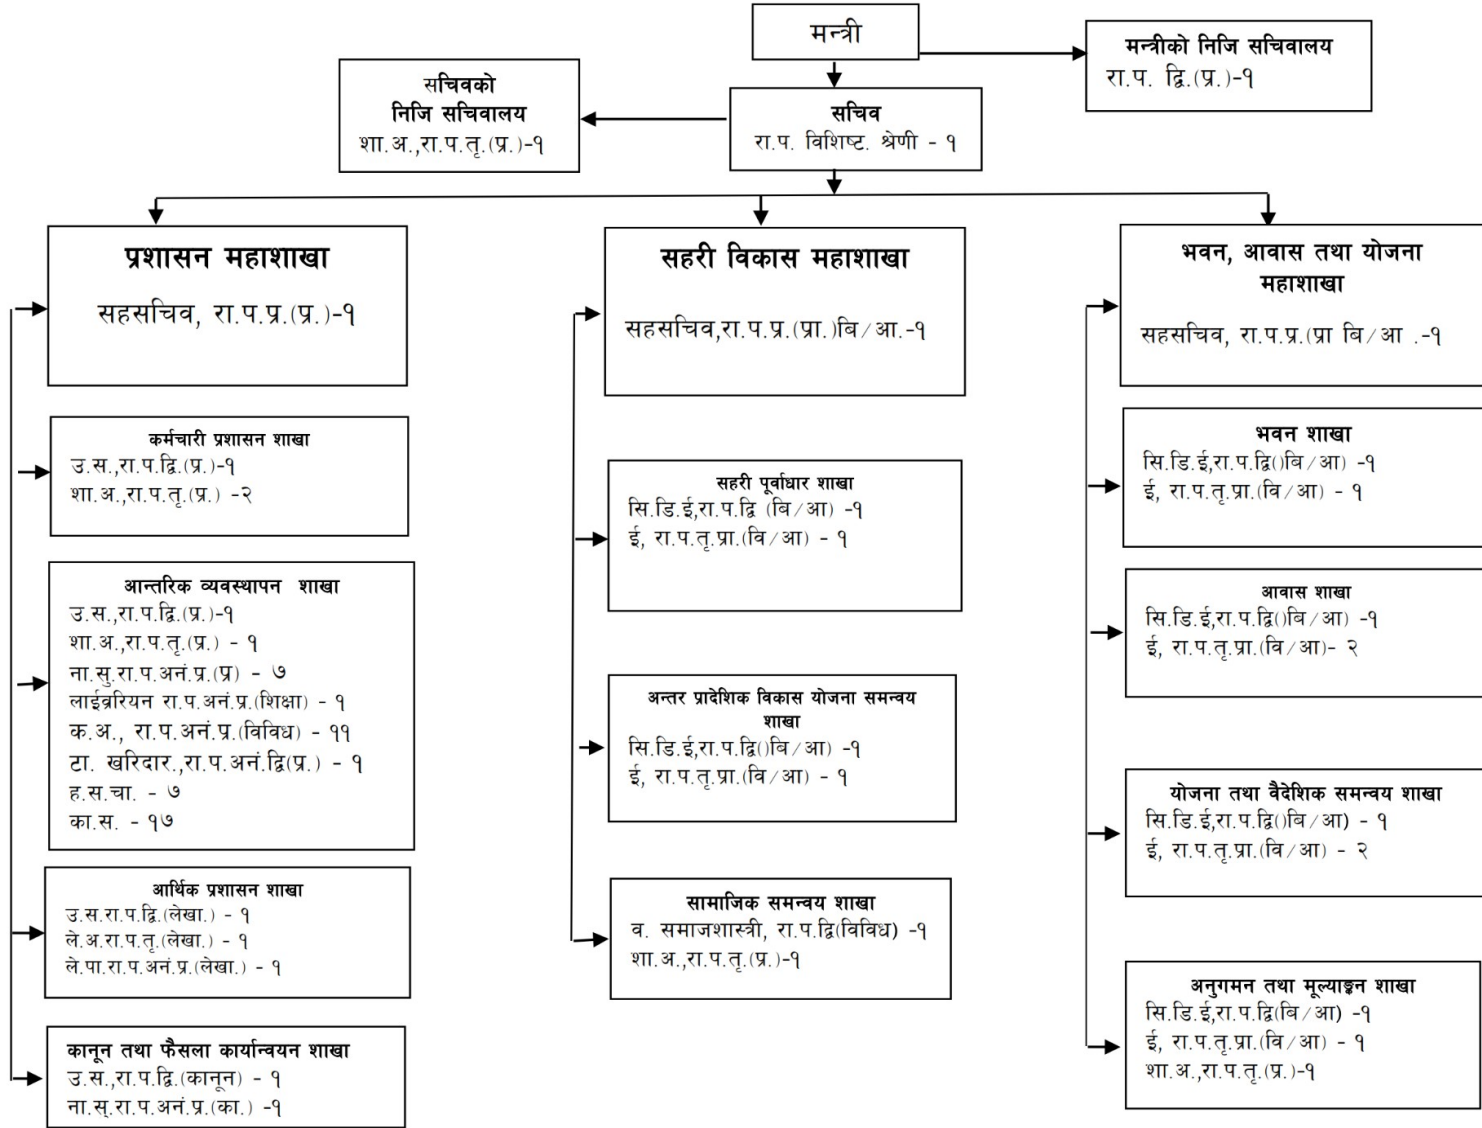 मन्त्री
मन्त्रीको निजि सचिवालय
रा.प. द्वि.(प्र.)-१
सचिवको
निजि सचिवालय
शा.अ.,रा.प.तृ.(प्र.)-१
सचिव
रा.प. विशिष्ट. श्रेणी - १
प्रशासन महाशाखा
सहसचिव, रा.प.प्र.(प्र.)-१
कर्मचारी प्रशासन शाखा
उ.स.,रा.प.द्वि.(प्र.)-१
शा.अ.,रा.प.तृ.(प्र.) -२
आन्तरिक व्यवस्थापन शाखा
उ.स.,रा.प.द्वि.(प्र.)-१
शा.अ.,रा.प.तृ.(प्र.) - १
ना.सु.रा.प.अनं.प्र.(प्र) - ७
लाईब्ररियन रा.प.अनं.प्र.(शिक्षा) - १
क.अ., रा.प.अनं.प्र.(विविध) - ११
टा. खरिदार.,रा.प.अनं.द्वि(प्र.) - १
ह.स.चा. - ७
का.स. - १७
आर्थिक प्रशासन शाखा
उ.स.रा.प.द्वि.(लेखा.) - १
ले.अ.रा.प.तृ.(लेखा.) - १
ले.पा.रा.प.अनं.प्र.(लेखा.) - १
कानून तथा फैसला कार्यान्वयन शाखा
उ.स.,रा.प.द्वि.(कानून) - १
ना.सु.रा.प.अनं.प्र.(का.) -१
सहरी विकास महाशाखा
सहसचिव,रा.प.प्र.(प्रा.)बि/आ.-१
सहरी पूर्वाधार शाखा
सि.डि.ई,रा.प.द्वि (बि/आ) -१
ई, रा.प.तृ.प्रा.(वि/आ) - १
अन्तर प्रादेशिक विकास योजना समन्वय
शाखा
सि.डि.ई,रा.प.द्वि()बि/आ) -१
ई, रा.प.तृ.प्रा.(वि/आ) - १
सामाजिक समन्वय शाखा
व. समाजशास्त्री, रा.प.द्वि(विविध) -१
शा.अ.,रा.प.तृ.(प्र.)-१
भवन, आवास तथा योजना
महाशाखा
सहसचिव, रा.प.प्र.(प्रा बि/आ .-१
भवन शाखा
सि.डि.ई,रा.प.द्वि()बि/आ) -१
ई, रा.प.तृ.प्रा.(वि/आ) - १
आवास शाखा
सि.डि.ई,रा.प.द्वि()बि/आ) -१
ई, रा.प.तृ.प्रा.(वि/आ)- २
योजना तथा वैदेशिक समन्वय शाखा
सि.डि.ई,रा.प.द्वि()बि/आ) - १
ई, रा.प.तृ.प्रा.(वि/आ) - २
अनुगमन तथा मूल्याङ्कन शाखा
सि.डि.ई,रा.प.द्वि(वि/आ) -१
ई, रा.प.तृ.प्रा.(वि/आ) - १
शा.अ.,रा.प.तृ.(प्र.)-१